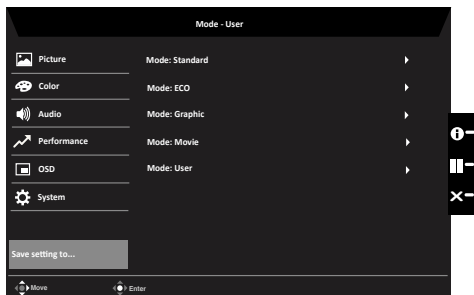 Mode - User
Picture
Color
Audio
Performance
OSD
System
Save setting to...
Mode: Standard
Mode: ECO
Mode: Graphic
Mode: Movie
Mode: User
Move
Enter